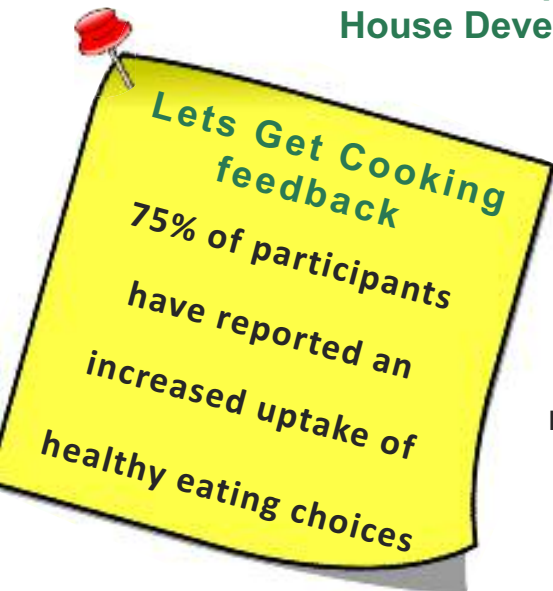 House Deve
Lets Get Cooking
feedback
75% of participants
have reported an
increased uptake of
healthy eating choices